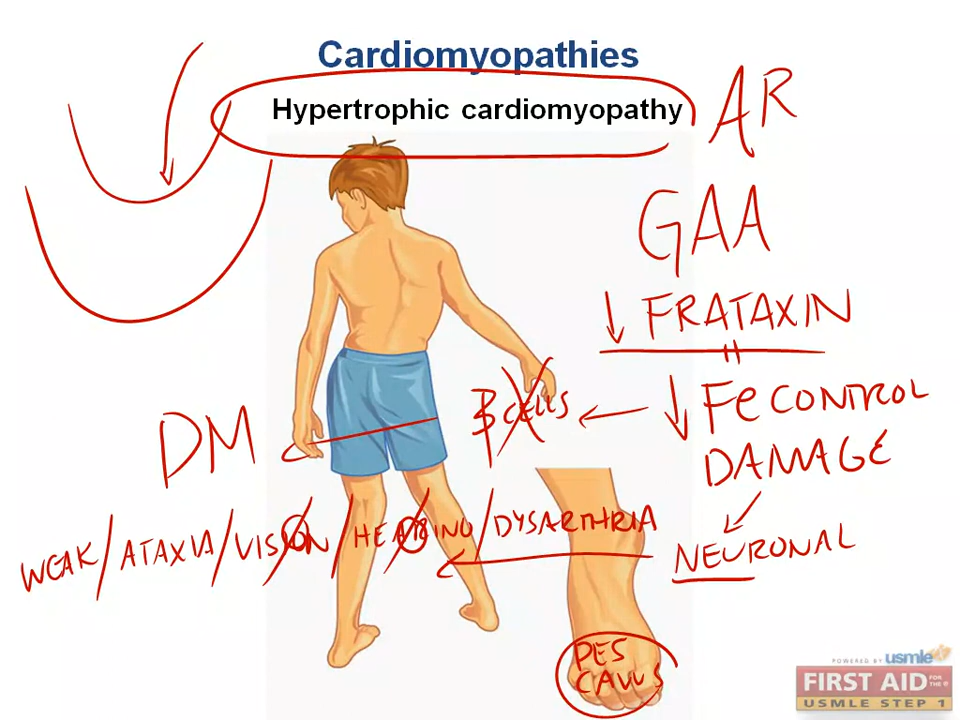 Cardiomyopathies
Hypertrophic cardiomyopathy
AR
GAA
↓ FRATAXIN
↓ Fe CONTROL
β CELLS
DAMAGE
DM
NEURONAL
WEAK / ATAXIA / VISION / HEARING / DYSARTHRIA
PES
CAVUS
POWERED BY usmle
FIRST AID FOR THE
USMLE STEP 1